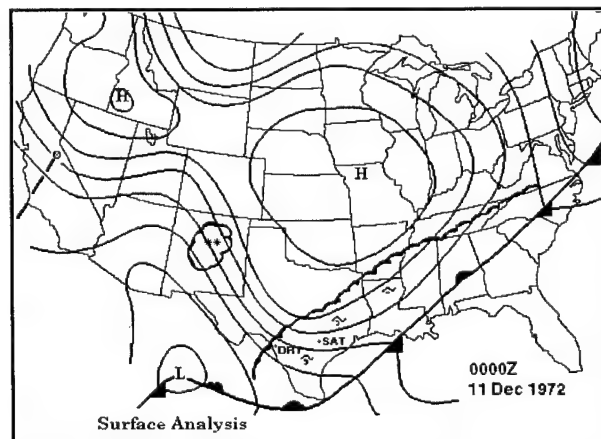 H
H
DRT
SAT
L
0000Z
11 Dec 1972
Surface Analysis